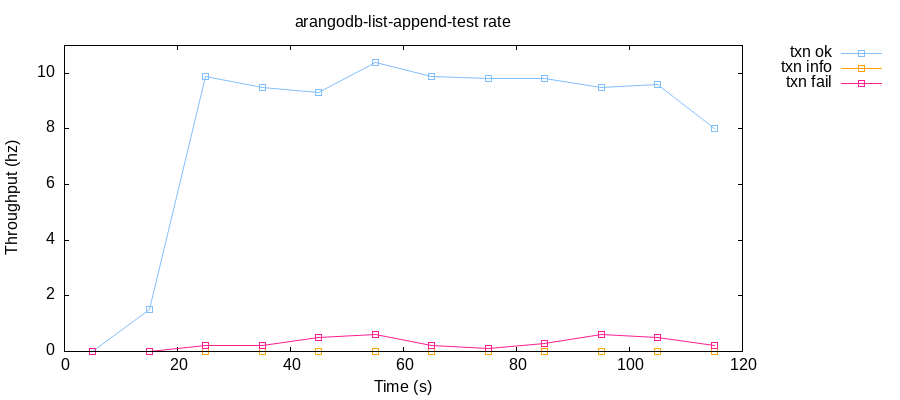 arangodb-list-append-test rate
txn ok
txn info
txn fail
Throughput (hz)
10
8
6
4
2
0
0 20 40 60 80 100 120
Time (s)